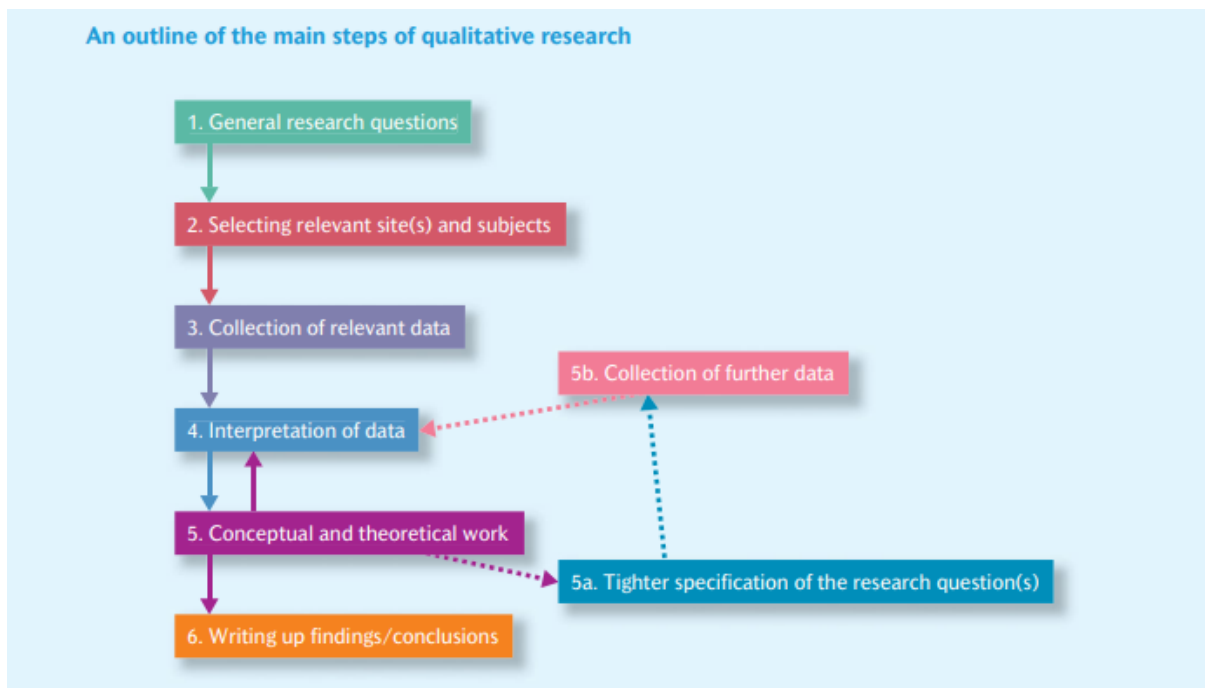 An outline of the main steps of qualitative research
1. General research questions
2. Selecting relevant site(s) and subjects
3. Collection of relevant data
5b. Collection of further data
4. Interpretation of data
5. Conceptual and theoretical work
5a. Tighter specification of the research question(s)
6. Writing up findings/conclusions